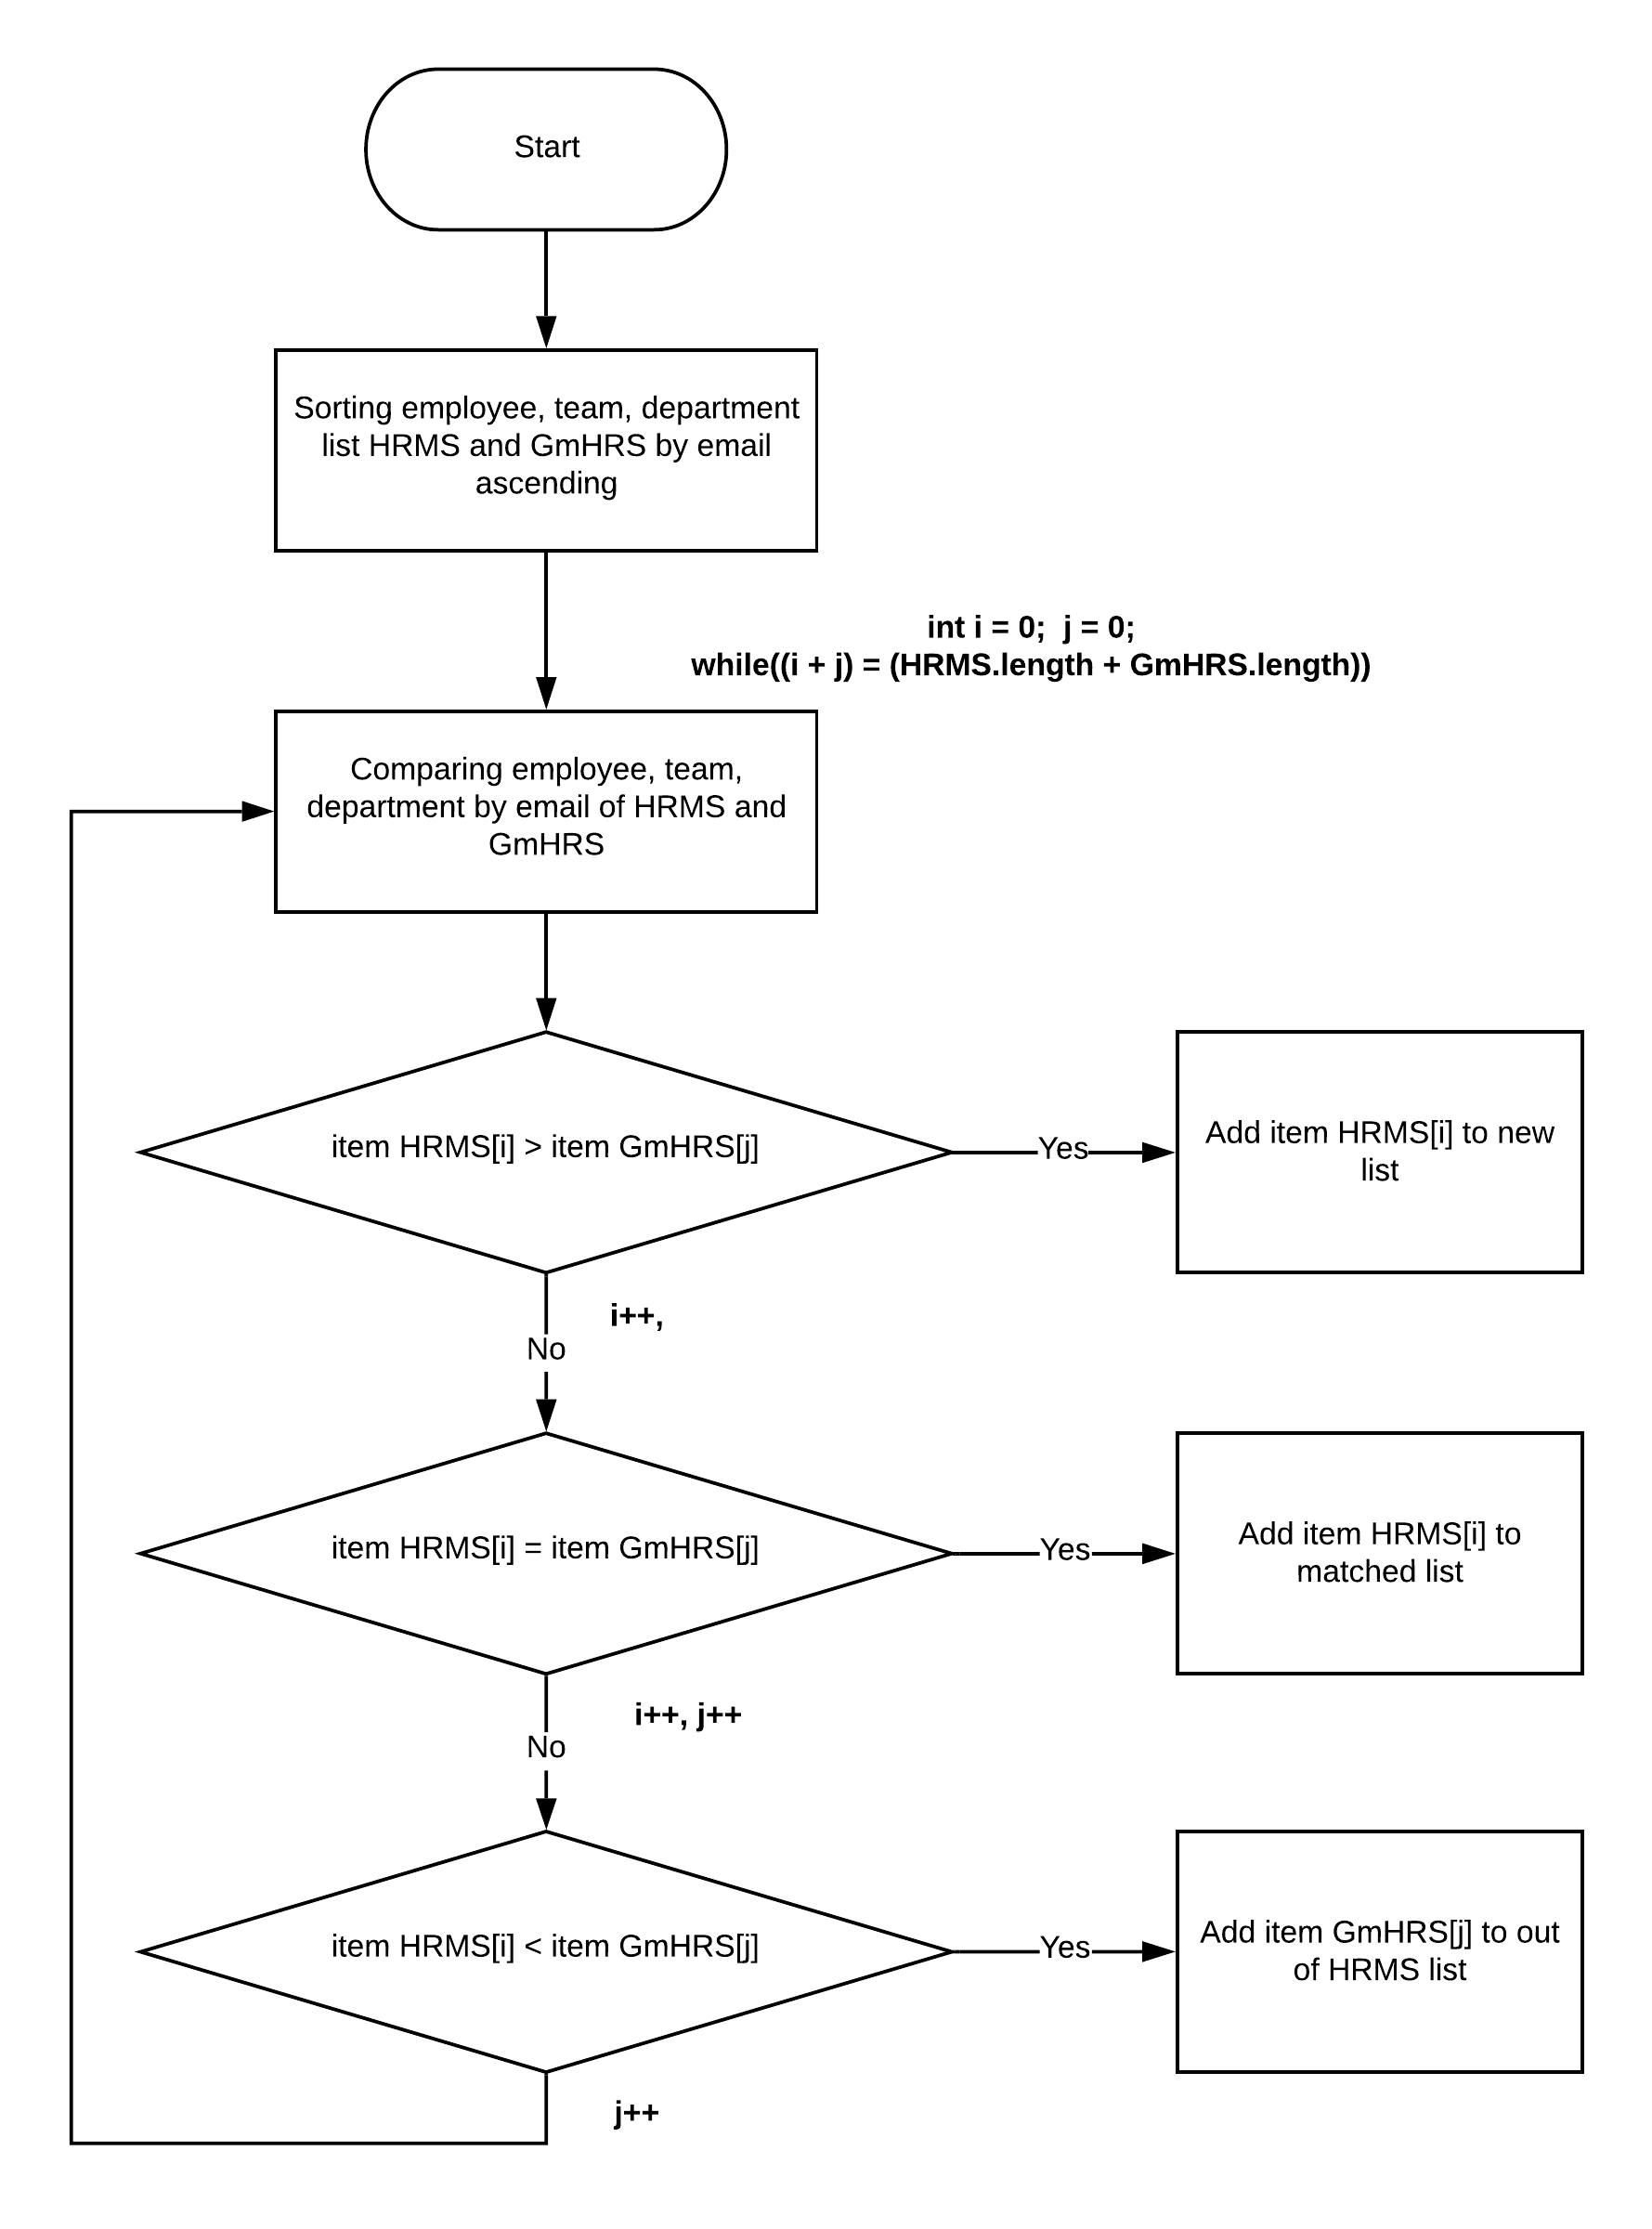 Start
Sorting employee, team, department
list HRMS and GmHRS by email
ascending
int i = 0;  j = 0;
while((i + j) = (HRMS.length + GmHRS.length))
Comparing employee, team,
department by email of HRMS and
GmHRS
item HRMS[i] > item GmHRS[j]
Yes
Add item HRMS[i] to new
list
i++,
No
item HRMS[i] = item GmHRS[j]
Yes
Add item HRMS[i] to
matched list
i++, j++
No
item HRMS[i] < item GmHRS[j]
Yes
Add item GmHRS[j] to out
of HRMS list
j++